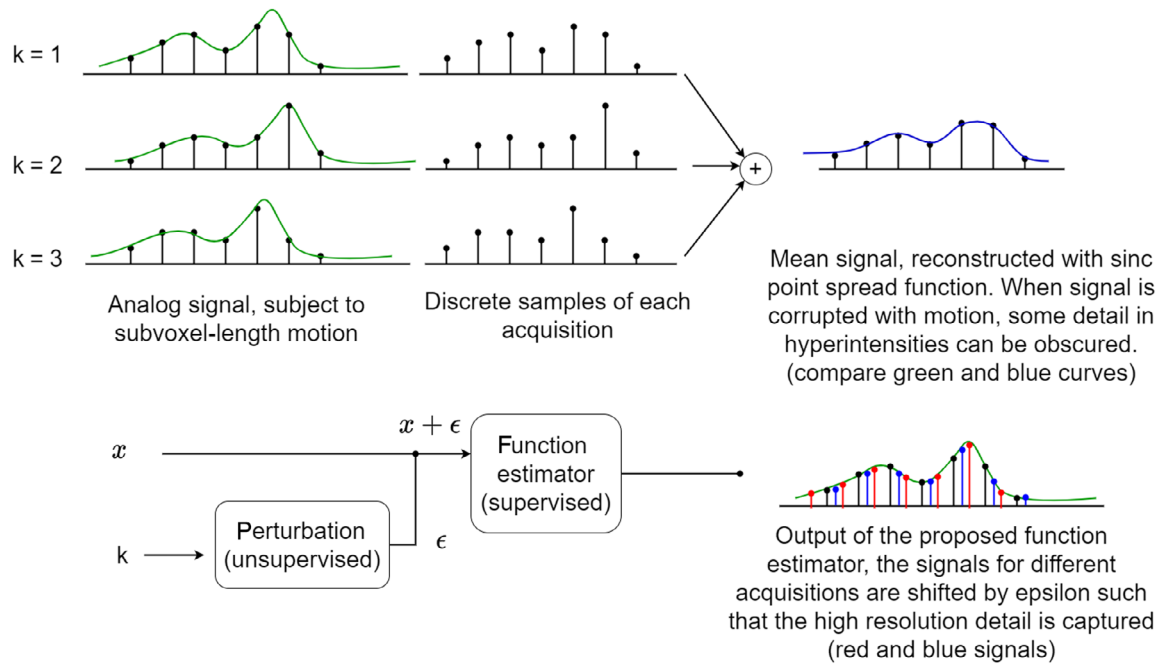 k = 1
k = 2
k = 3
+
Analog signal, subject to
subvoxel-length motion
Discrete samples of each
acquisition
Mean signal, reconstructed with sinc
point spread function. When signal is
corrupted with motion, some detail in
hyperintensities can be obscured.
(compare green and blue curves)
x
x + ϵ
Function
estimator
(supervised)
k
Perturbation
(unsupervised)
ϵ
Output of the proposed function
estimator, the signals for different
acquisitions are shifted by epsilon such
that the high resolution detail is captured
(red and blue signals)